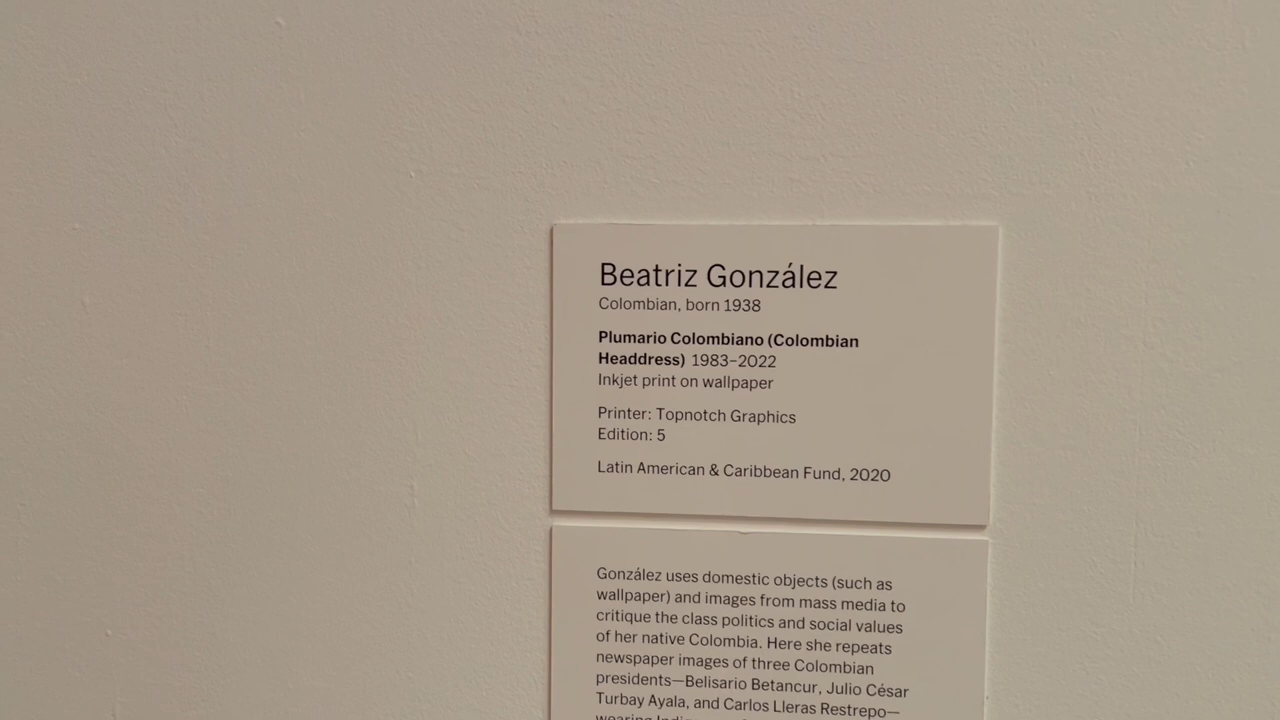 Beatriz González
Colombian, born 1938
Plumario Colombiano (Colombian
Headdress) 1983–2022
Inkjet print on wallpaper
Printer: Topnotch Graphics
Edition: 5
Latin American & Caribbean Fund, 2020
González uses domestic objects (such as
wallpaper) and images from mass media to
critique the class politics and social values
of her native Colombia. Here she repeats
newspaper images of three Colombian
presidents—Belisario Betancur, Julio César
Turbay Ayala, and Carlos Lleras Restrepo—
wearing